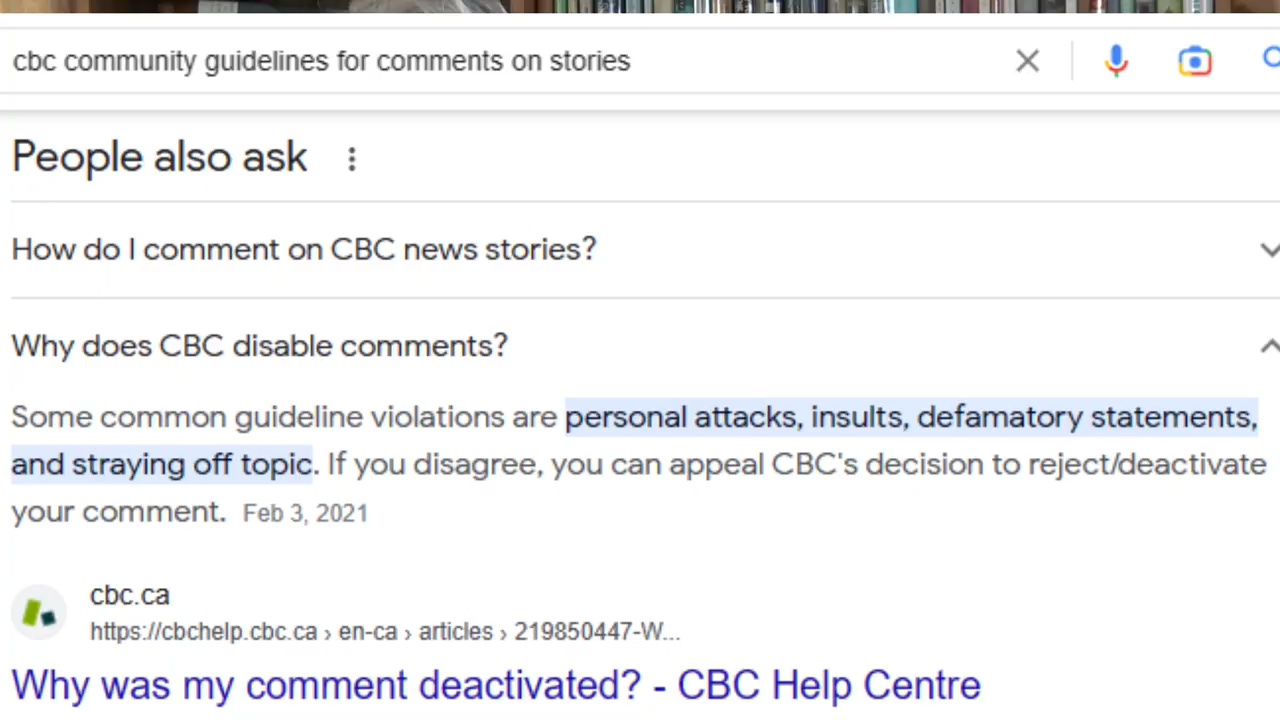 cbc community guidelines for comments on stories
People also ask
How do I comment on CBC news stories?
Why does CBC disable comments?
Some common guideline violations are personal attacks, insults, defamatory statements,
and straying off topic. If you disagree, you can appeal CBC's decision to reject/deactivate
your comment. Feb 3, 2021
cbc.ca
https://cbchelp.cbc.ca › en-ca › articles › 219850447-W...
Why was my comment deactivated? - CBC Help Centre